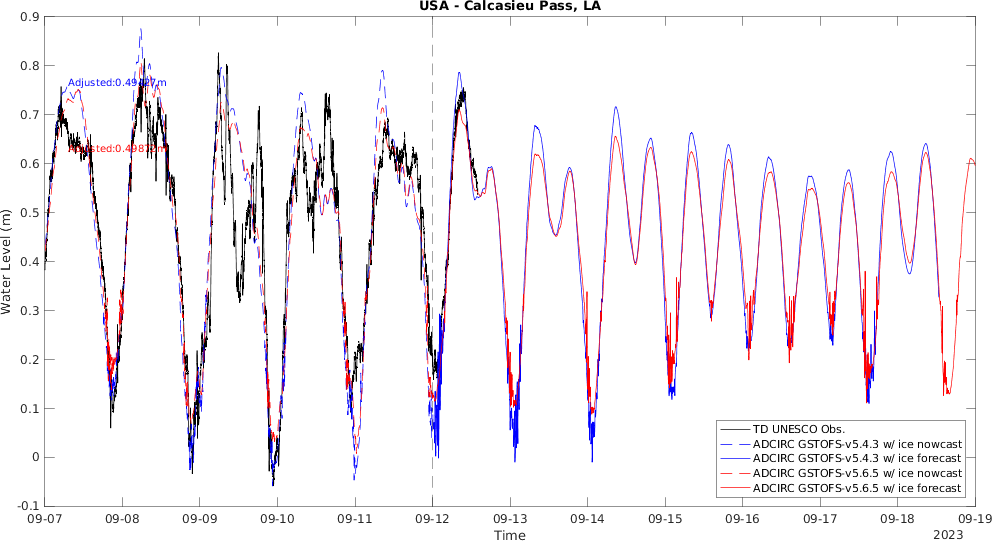 USA - Calcasieu Pass, LA
0.9
0.8
0.7
0.6
0.5
0.4
0.3
0.2
0.1
0
-0.1
Water Level (m)
Adjusted:0.49427m
TD UNESCO Obs.
ADCIRC GSTOFS-v5.4.3 w/ ice nowcast
ADCIRC GSTOFS-v5.4.3 w/ ice forecast
ADCIRC GSTOFS-v5.6.5 w/ ice nowcast
ADCIRC GSTOFS-v5.6.5 w/ ice forecast
09-07 09-08 09-09 09-10 09-11 09-12 09-13 09-14 09-15 09-16 09-17 09-18 09-19
Time
2023